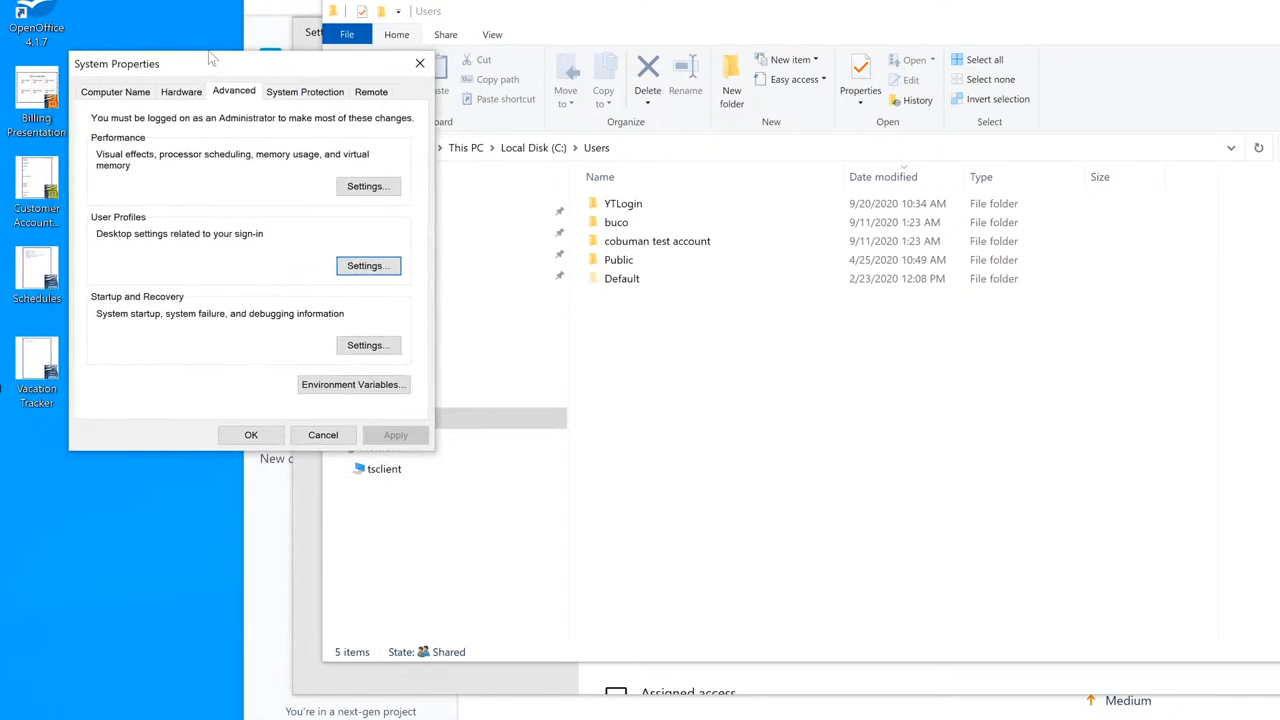 OpenOffice
4.1.7
Billing
Presentation
Customer
Account...
Schedules
Vacation
Tracker
System Properties
Computer Name
Hardware
Advanced
System Protection
Remote
You must be logged on as an Administrator to make most of these changes.
Performance
Visual effects, processor scheduling, memory usage, and virtual
memory
Settings...
User Profiles
Desktop settings related to your sign-in
Settings...
Startup and Recovery
System startup, system failure, and debugging information
Settings...
Environment Variables...
OK
Cancel
Apply
Users
File
Home
Share
View
Cut
Copy path
Paste shortcut
Move
to
Copy
to
Delete
Rename
Organize
New
folder
New item
Easy access
New
Properties
Open
Edit
History
Open
Select all
Select none
Invert selection
Select
This PC
Local Disk (C:)
Users
Name
Date modified
Type
Size
YTLogin
9/20/2020 10:34 AM
File folder
buco
9/11/2020 1:23 AM
File folder
cobuman test account
9/11/2020 1:23 AM
File folder
Public
4/25/2020 10:49 AM
File folder
Default
2/23/2020 12:08 PM
File folder
tsclient
5 items
State:
Shared
New
Assigned access
Medium
You're in a next-gen project